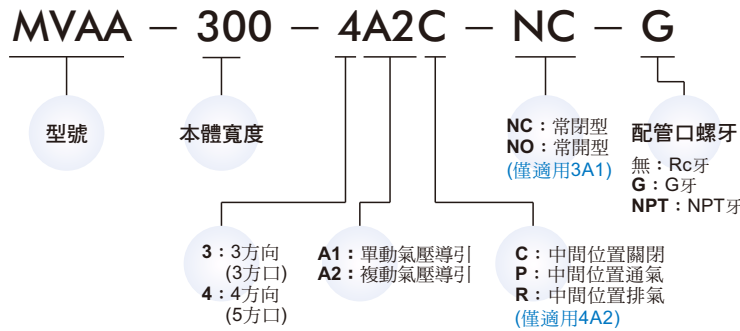 MVAA － 300 － 4A2C － NC － G
型號
本體寬度
NC：常閉型
NO：常開型
(僅適用3A1)
配管口螺牙
無：Rc牙
G：G牙
NPT：NPT牙
3：3方向
(3方口)
4：4方向
(5方口)
A1：單動氣壓導引
A2：複動氣壓導引
C：中間位置關閉
P：中間位置通氣
R：中間位置排氣
(僅適用4A2)